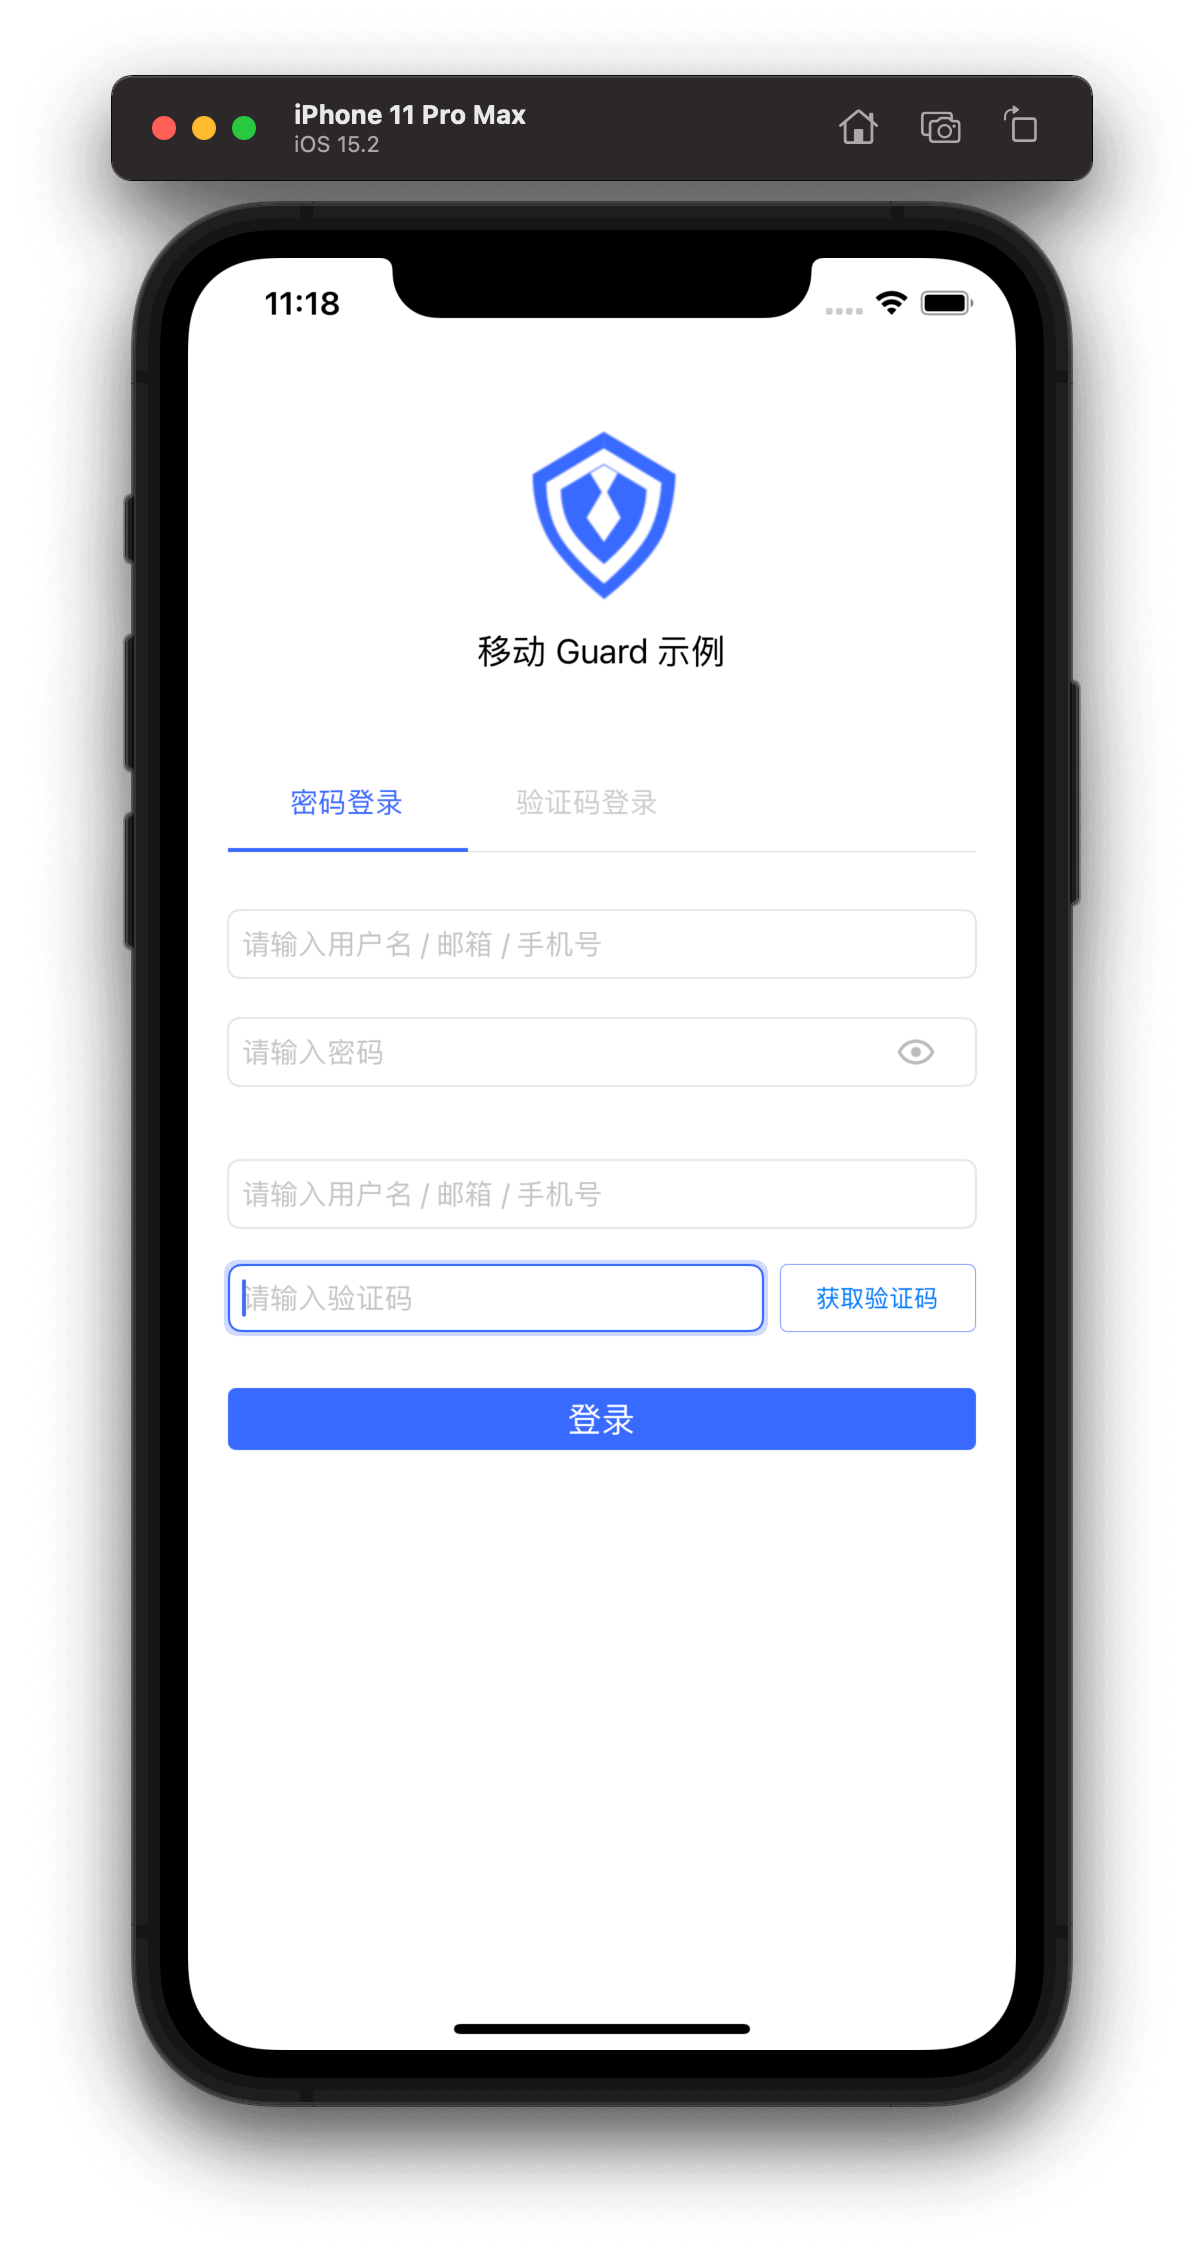 iPhone 11 Pro Max
iOS 15.2
11:18
移动 Guard 示例
密码登录 验证码登录
请输入用户名 / 邮箱 / 手机号
请输入密码
请输入用户名 / 邮箱 / 手机号
请输入验证码 获取验证码
登录